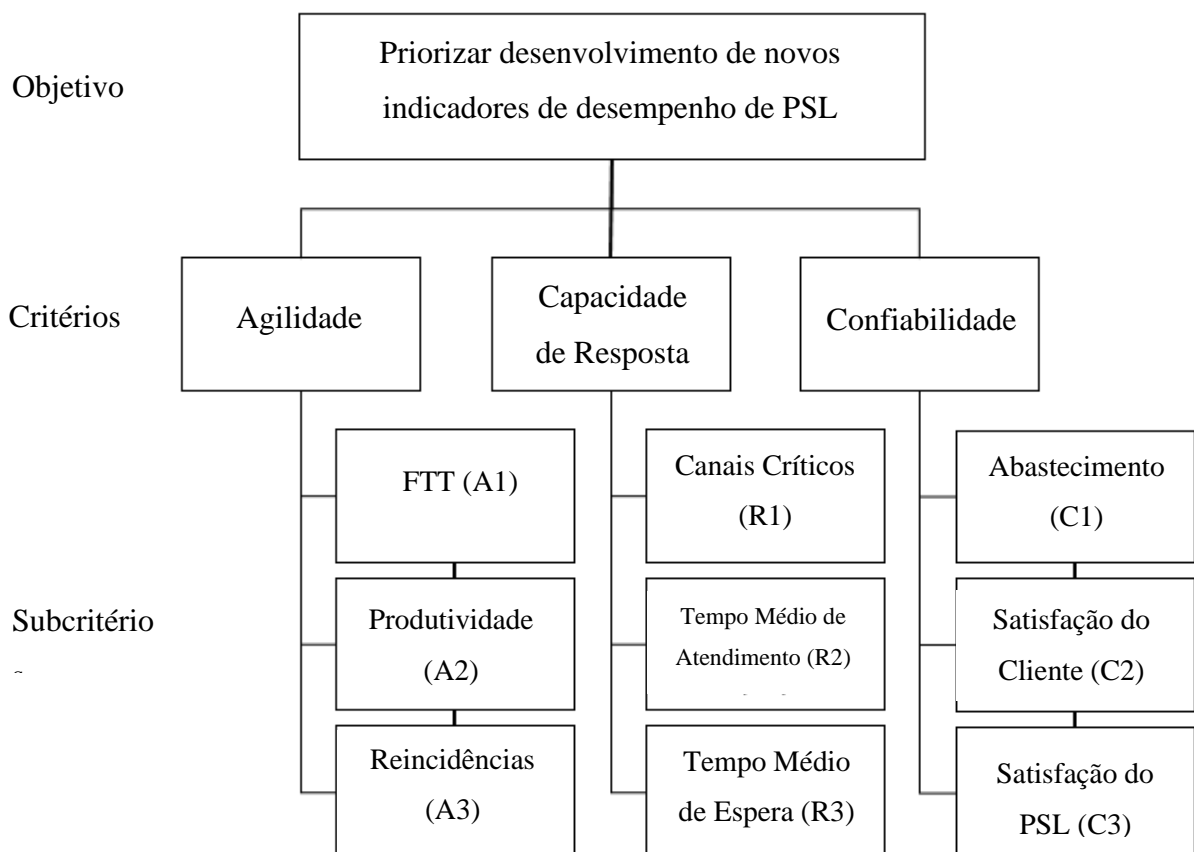 Objetivo
Priorizar desenvolvimento de novos
indicadores de desempenho de PSL
Critérios
Agilidade
Capacidade
de Resposta
Confiabilidade
Subcritério
FTT (A1)
Canais Críticos
(R1)
Abastecimento
(C1)
Produtividade
(A2)
Tempo Médio de
Atendimento (R2)
Satisfação do
Cliente (C2)
Reincidências
(A3)
Tempo Médio
de Espera (R3)
Satisfação do
PSL (C3)